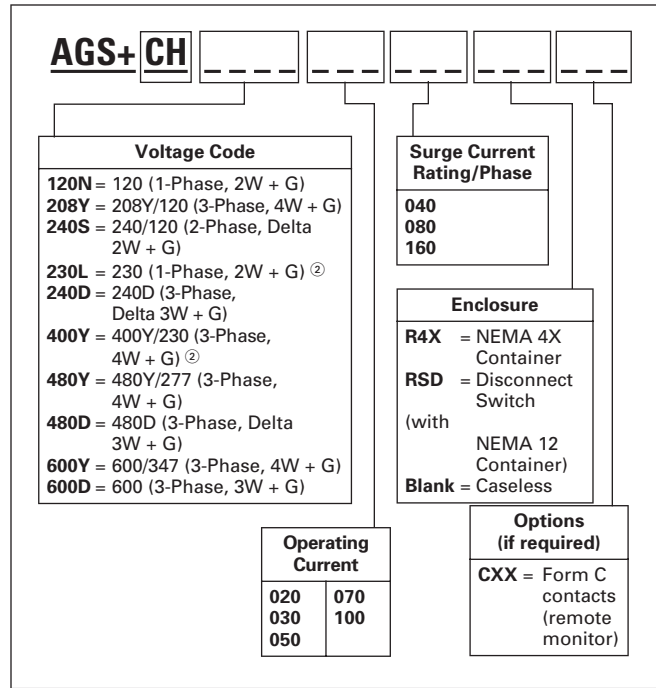 AGS+ CH
Voltage Code
120N = 120 (1-Phase, 2W + G)
208Y = 208Y/120 (3-Phase, 4W + G)
240S = 240/120 (2-Phase, Delta
2W + G)
230L = 230 (1-Phase, 2W + G) ②
240D = 240D (3-Phase,
Delta 3W + G)
400Y = 400Y/230 (3-Phase,
4W + G) ②
480Y = 480Y/277 (3-Phase,
4W + G)
480D = 480D (3-Phase, Delta
3W + G)
600Y = 600/347 (3-Phase, 4W + G)
600D = 600 (3-Phase, 3W + G)
Operating
Current
020 070
030 100
050
Surge Current
Rating/Phase
040
080
160
Enclosure
R4X = NEMA 4X
Container
RSD = Disconnect
Switch
(with
NEMA 12
Container)
Blank = Caseless
Options
(if required)
CXX = Form C
contacts
(remote
monitor)